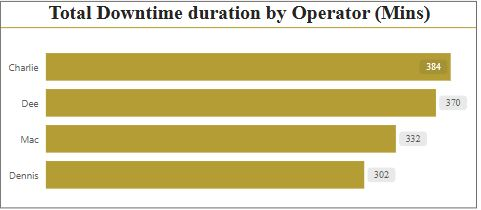 Total Downtime duration by Operator (Mins)
Charlie 384
Dee 370
Mac 332
Dennis 302